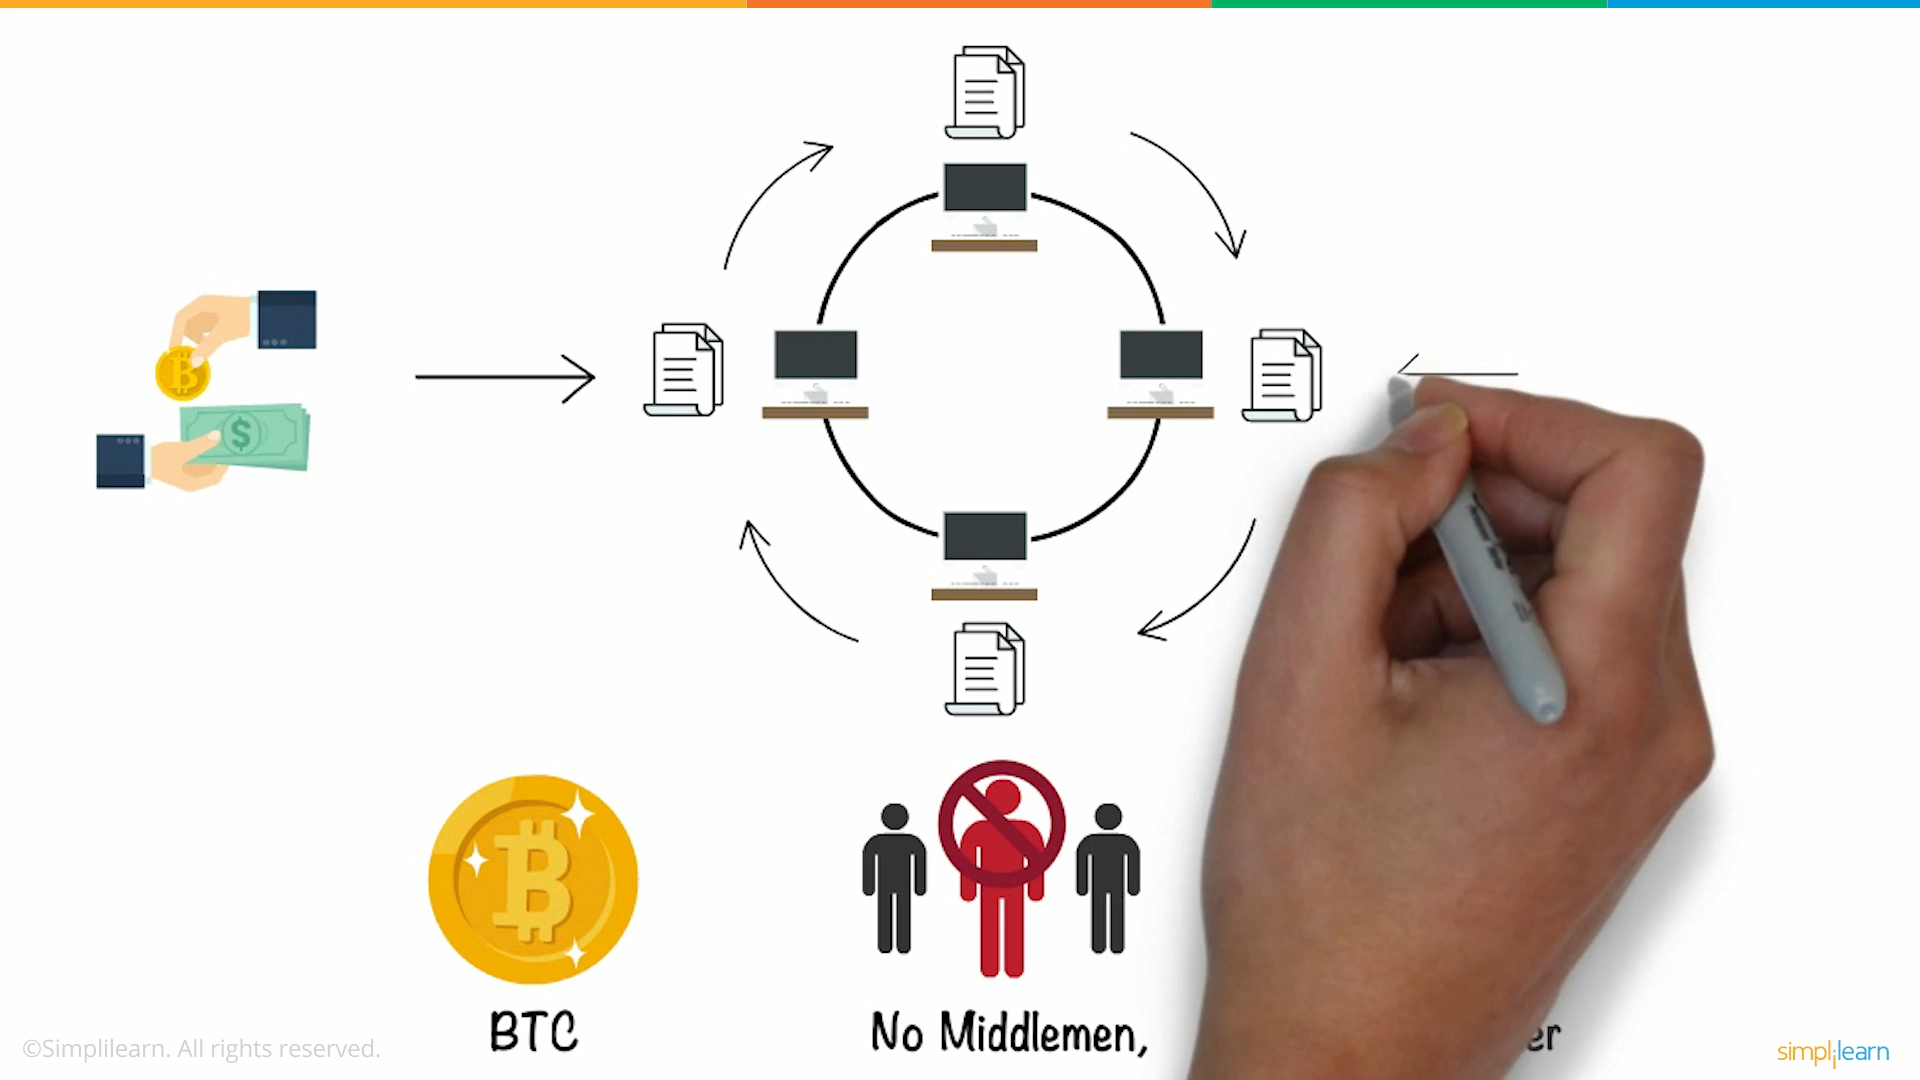 BTC
No Middlemen,
©Simplilearn. All rights reserved.
simplilearn